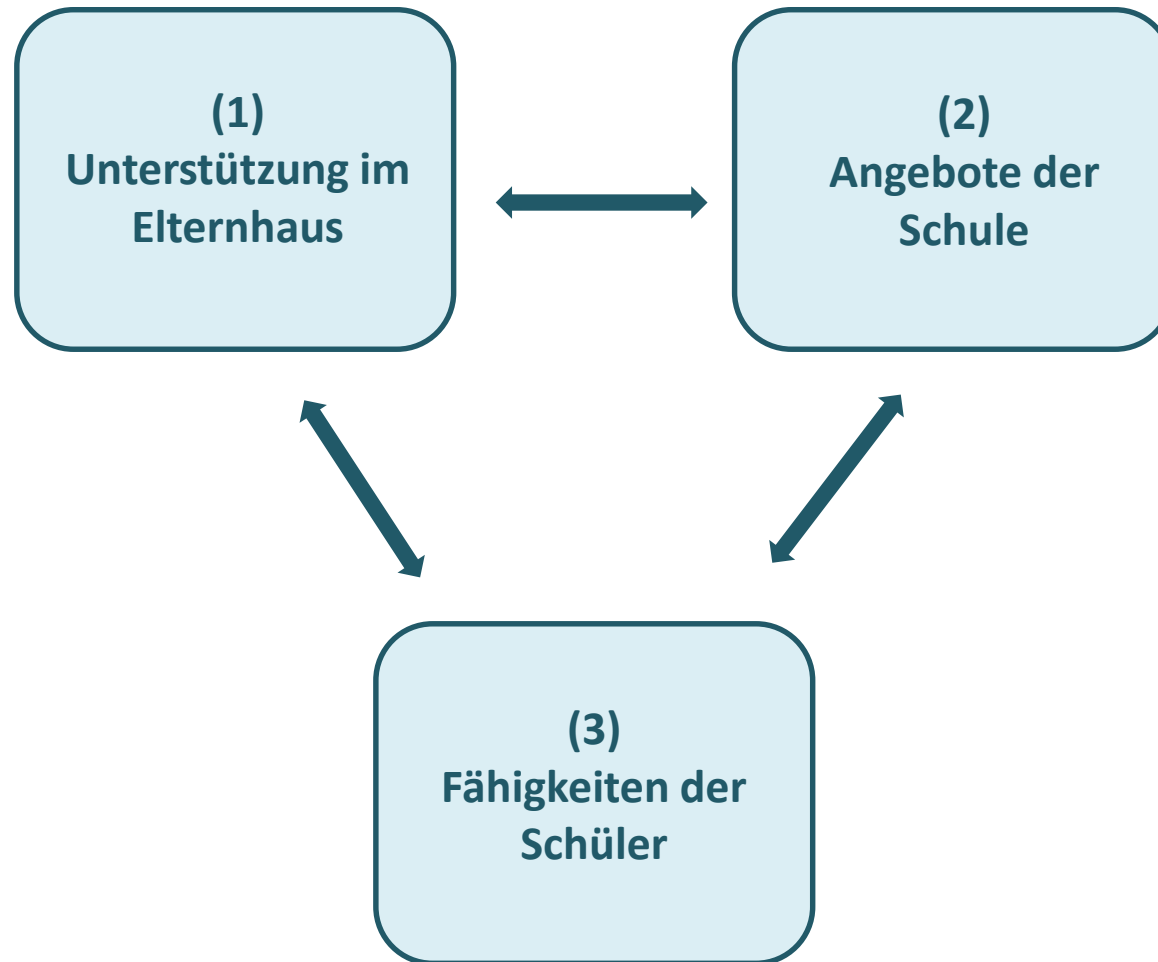 (1)
Unterstützung im
Elternhaus
(2)
Angebote der
Schule
(3)
Fähigkeiten der
Schüler